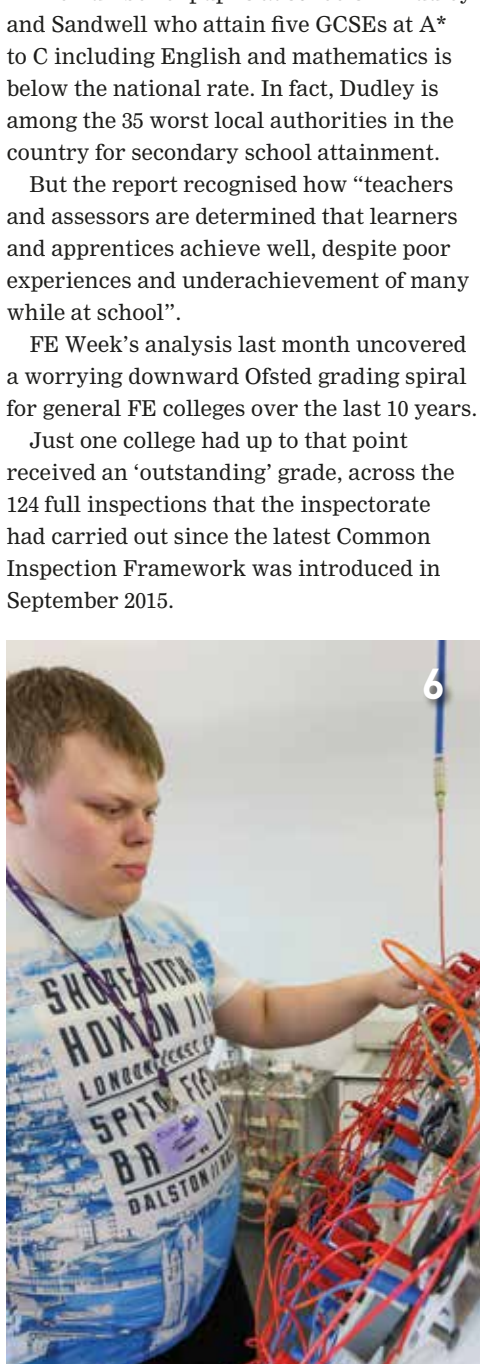 and Sandwell who attain five GCSEs at A*
to C including English and mathematics is
below the national rate. In fact, Dudley is
among the 35 worst local authorities in the
country for secondary school attainment.
But the report recognised how “teachers
and assessors are determined that learners
and apprentices achieve well, despite poor
experiences and underachievement of many
while at school”.
FE Week’s analysis last month uncovered
a worrying downward Ofsted grading spiral
for general FE colleges over the last 10 years.
Just one college had up to that point
received an ‘outstanding’ grade, across the
124 full inspections that the inspectorate
had carried out since the latest Common
Inspection Framework was introduced in
September 2015.
6
SHOREDITCH
HOXTON
LONDON
DALSTON